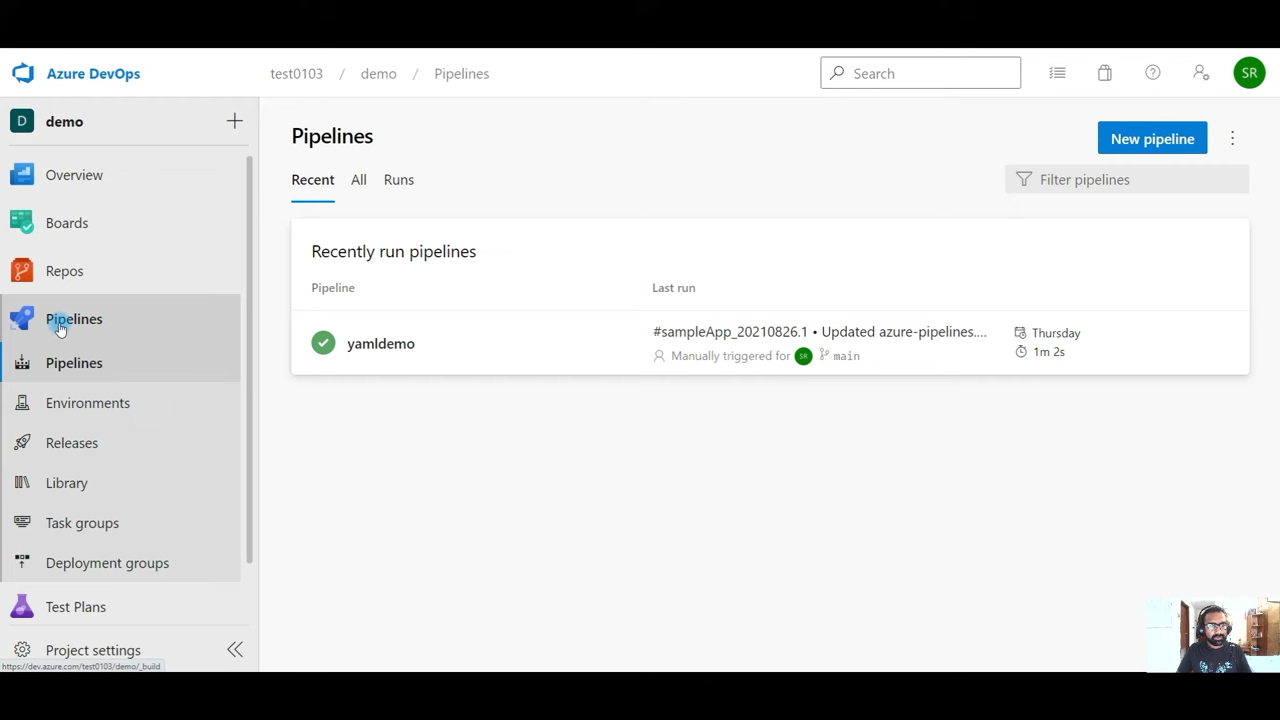 Azure DevOps
test0103 / demo / Pipelines
Search
SR
D demo
Overview
Boards
Repos
Pipelines
Pipelines
Environments
Releases
Library
Task groups
Deployment groups
Test Plans
Project settings
https://dev.azure.com/test0103/demo/_build
Pipelines
New pipeline
Recent All Runs
Filter pipelines
Recently run pipelines
Pipeline Last run
yamldemo
#sampleApp_20210826.1 • Updated azure-pipelines....
Manually triggered for SR main
Thursday
1m 2s